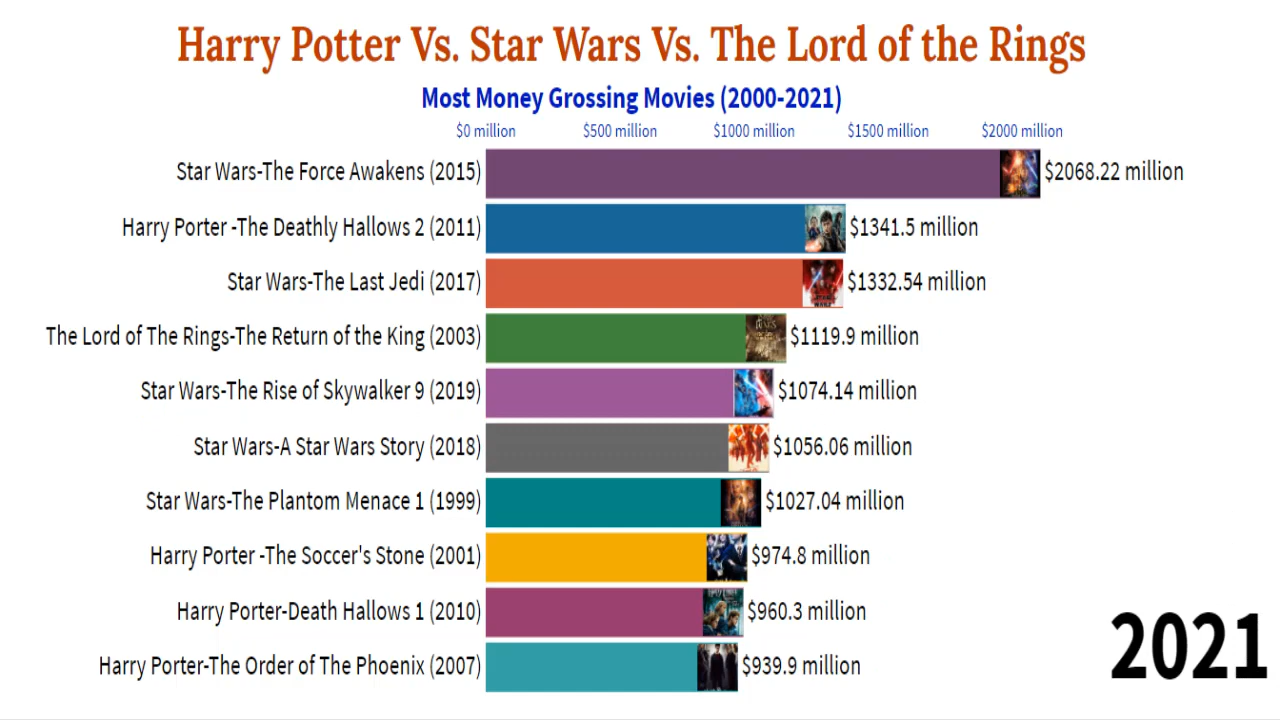 Harry Potter Vs. Star Wars Vs. The Lord of the Rings
Most Money Grossing Movies (2000-2021)
$0 million $500 million $1000 million $1500 million $2000 million
Star Wars-The Force Awakens (2015) $2068.22 million
Harry Porter -The Deathly Hallows 2 (2011) $1341.5 million
Star Wars-The Last Jedi (2017) $1332.54 million
The Lord of The Rings-The Return of the King (2003) $1119.9 million
Star Wars-The Rise of Skywalker 9 (2019) $1074.14 million
Star Wars-A Star Wars Story (2018) $1056.06 million
Star Wars-The Plantom Menace 1 (1999) $1027.04 million
Harry Porter -The Soccer's Stone (2001) $974.8 million
Harry Porter-Death Hallows 1 (2010) $960.3 million
Harry Porter-The Order of The Phoenix (2007) $939.9 million
2021